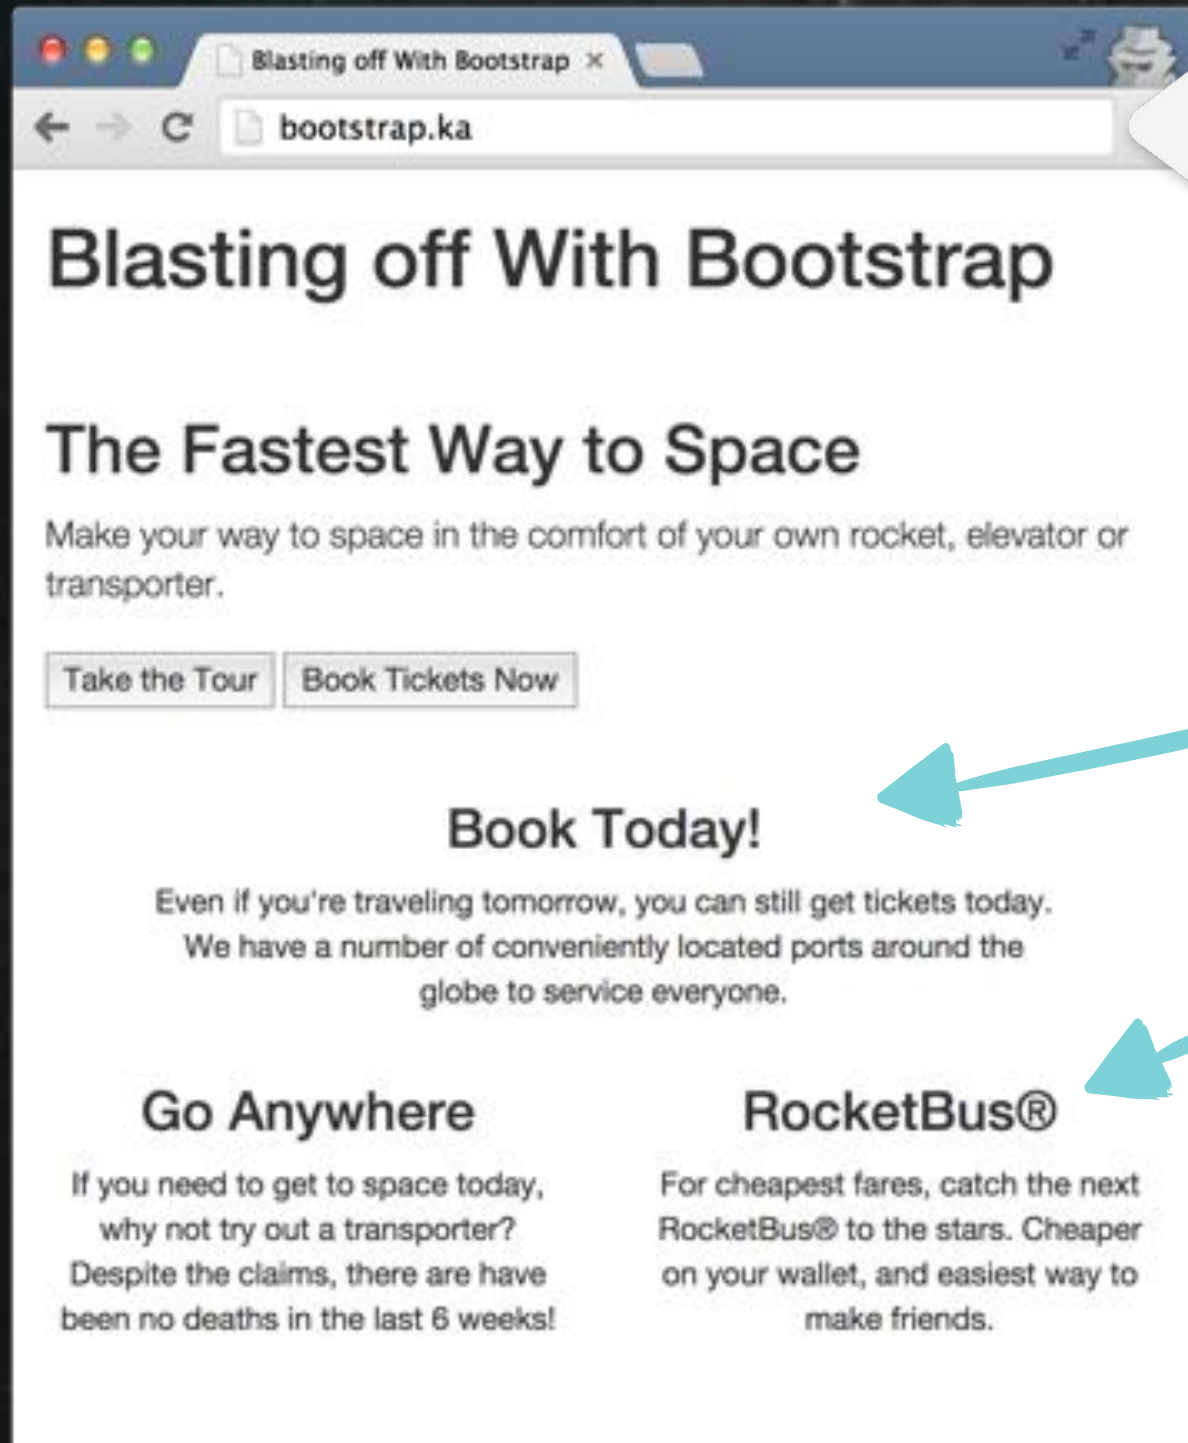 Blasting off With Bootstrap ×
bootstrap.ka
Blasting off With Bootstrap
The Fastest Way to Space
Make your way to space in the comfort of your own rocket, elevator or
transporter.
Take the Tour Book Tickets Now
Book Today!
Even if you're traveling tomorrow, you can still get tickets today.
We have a number of conveniently located ports around the
globe to service everyone.
Go Anywhere
If you need to get to space today,
why not try out a transporter?
Despite the claims, there are have
been no deaths in the last 6 weeks!
RocketBus®
For cheapest fares, catch the next
RocketBus® to the stars. Cheaper
on your wallet, and easiest way to
make friends.